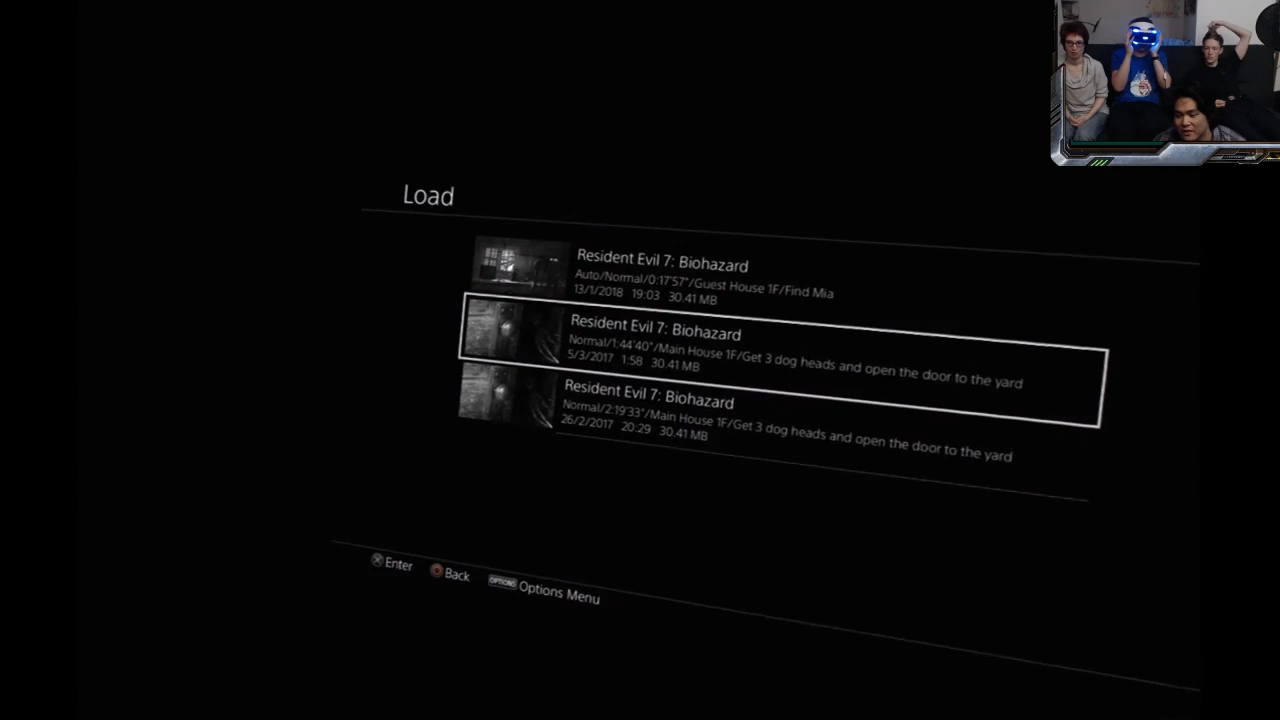 Load
Resident Evil 7: Biohazard
Auto/Normal/0:17'57"/Guest House 1F/Find Mia
13/1/2018 19:03 30.41 MB
Resident Evil 7: Biohazard
Normal/1:44'40"/Main House 1F/Get 3 dog heads and open the door to the yard
5/3/2017 1:58 30.41 MB
Resident Evil 7: Biohazard
Normal/2:19'33"/Main House 1F/Get 3 dog heads and open the door to the yard
26/2/2017 20:29 30.41 MB
Enter Back OPTIONS Options Menu